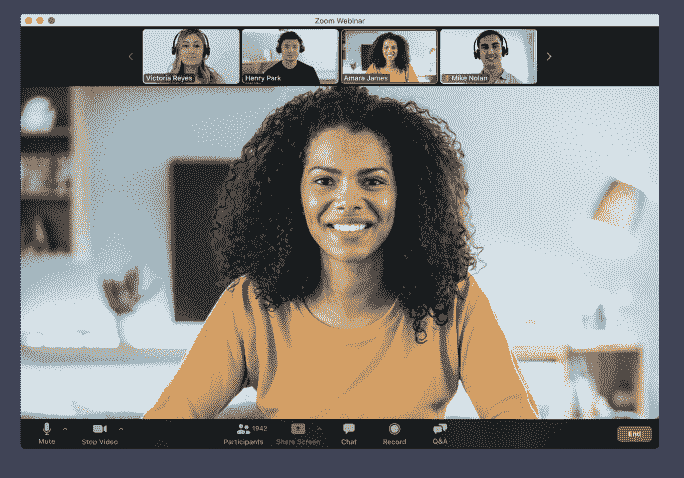 Zoom Webinar
Victoria Reyes
Henry Park
Amara James
Mike Nolan
Mute
Stop Video
1942
Participants
Share Screen
Chat
Record
Q&A
End